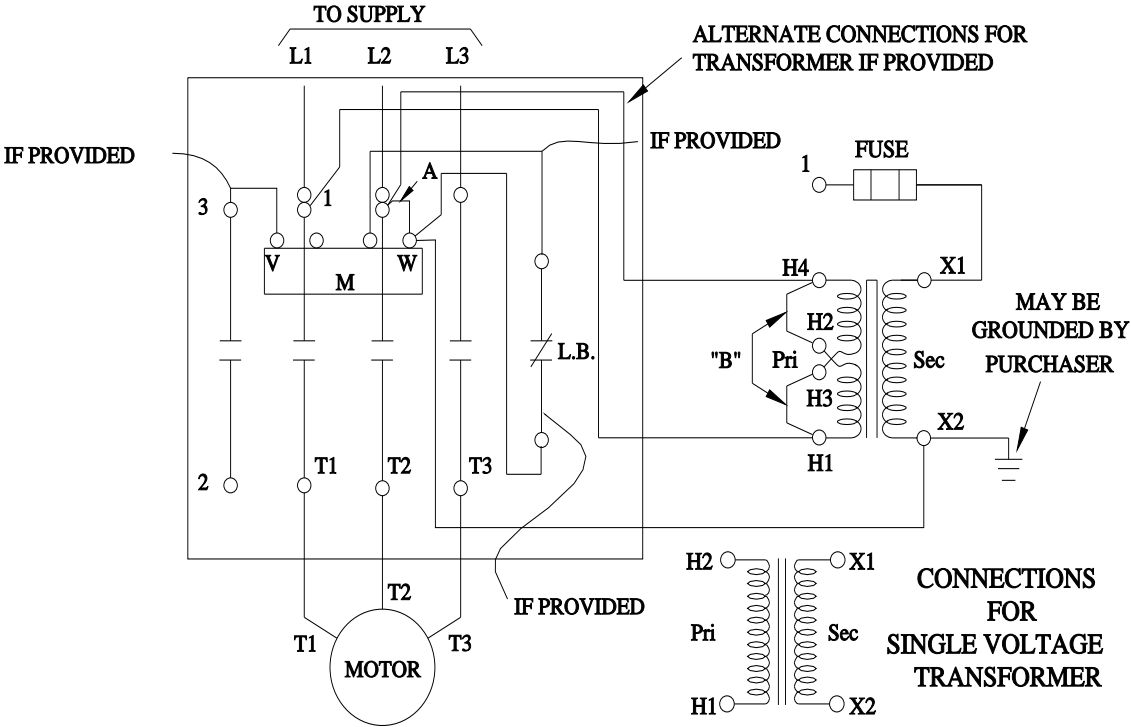 TO SUPPLY
L1 L2 L3
ALTERNATE CONNECTIONS FOR
TRANSFORMER IF PROVIDED
IF PROVIDED
IF PROVIDED
A
1
FUSE
3
1
V
W
M
H4
X1
H2
"B"
Pri
Sec
H3
H1
X2
MAY BE
GROUNDED BY
PURCHASER
L.B.
2
T1
T2
T3
IF PROVIDED
T1
T2
T3
MOTOR
H2
X1
Pri
Sec
H1
X2
CONNECTIONS
FOR
SINGLE VOLTAGE
TRANSFORMER